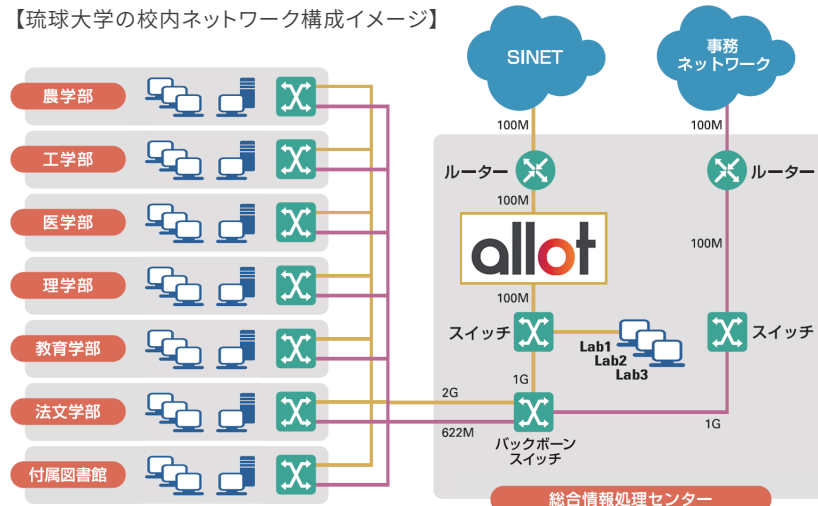 【琉球大学の校内ネットワーク構成イメージ】
農学部
工学部
医学部
理学部
教育学部
法文学部
付属図書館
SINET
事務
ネットワーク
100M
100M
ルーター
ルーター
100M
allot
100M
100M
スイッチ
Lab1
Lab2
Lab3
スイッチ
1G
2G
622M
バックボーン
スイッチ
1G
総合情報処理センター